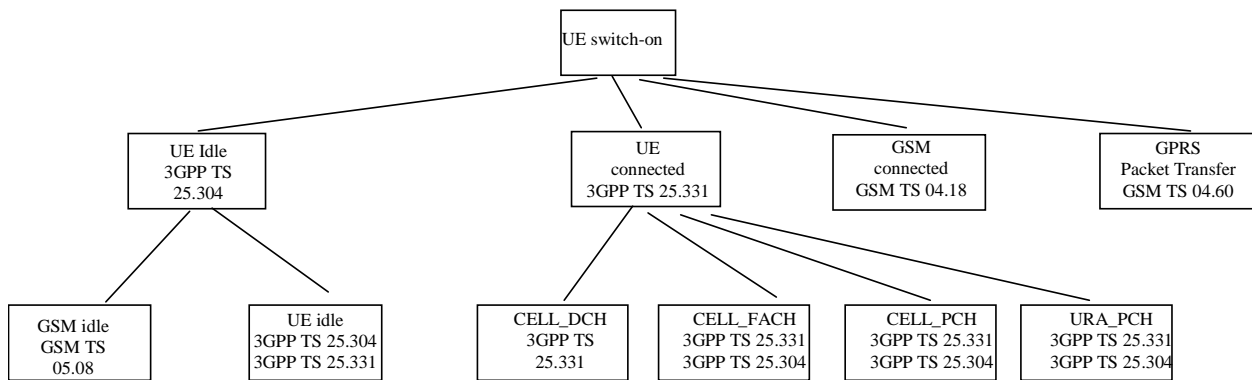 UE switch-on
UE Idle
3GPP TS
25.304
UE
connected
3GPP TS 25.331
GSM
connected
GSM TS 04.18
GPRS
Packet Transfer
GSM TS 04.60
GSM idle
GSM TS
05.08
UE idle
3GPP TS 25.304
3GPP TS 25.331
CELL_DCH
3GPP TS
25.331
CELL_FACH
3GPP TS 25.331
3GPP TS 25.304
CELL_PCH
3GPP TS 25.331
3GPP TS 25.304
URA_PCH
3GPP TS 25.331
3GPP TS 25.304